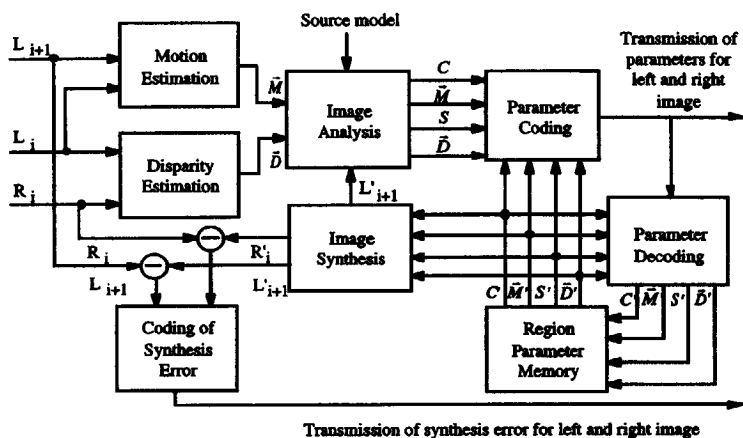 Source model
L i+1
Motion
Estimation
M⃗
Image
Analysis
C
M⃗
S
D⃗
Parameter
Coding
Transmission of
parameters for
left and right
image
L i
Disparity
Estimation
D⃗
R i
L' i+1
Image
Synthesis
Parameter
Decoding
R i
R' i
L i+1
L' i+1
C' M⃗' S' D⃗'
C' M⃗' S' D⃗'
Coding of
Synthesis
Error
Region
Parameter
Memory
Transmission of synthesis error for left and right image